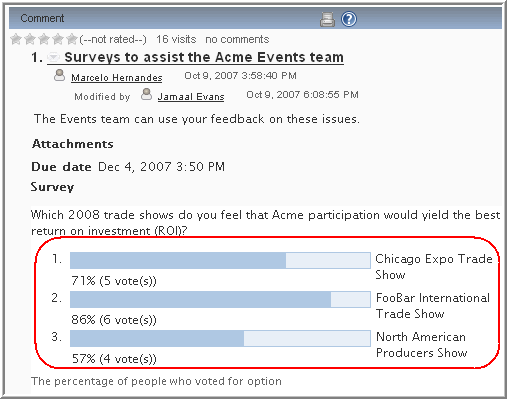 Comment
(--not rated--) 16 visits no comments
1. Surveys to assist the Acme Events team
Marcelo Hernandes Oct 9, 2007 3:58:40 PM
Modified by Jamaal Evans Oct 9, 2007 6:08:55 PM
The Events team can use your feedback on these issues.
Attachments
Due date Dec 4, 2007 3:50 PM
Survey
Which 2008 trade shows do you feel that Acme participation would yield the best
return on investment (ROI)?
1. Chicago Expo Trade
Show
71% (5 vote(s))
2. FooBar International
Trade Show
86% (6 vote(s))
3. North American
Producers Show
57% (4 vote(s))
The percentage of people who voted for option